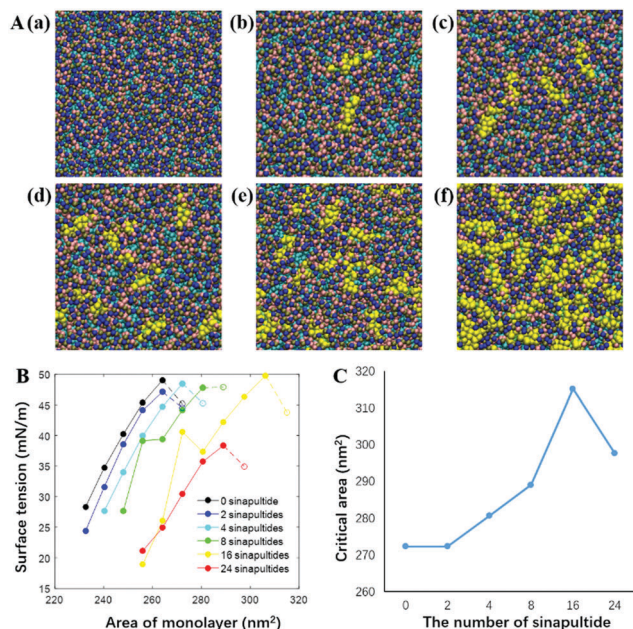 A (a) (b) (c)
(d) (e) (f)
B
Surface tension (mN/m)
50
45
40
35
30
25
20
15
0 sinapultide
2 sinapultides
4 sinapultides
8 sinapultides
16 sinapultides
24 sinapultides
220 240 260 280 300 320
Area of monolayer (nm²)
C
Critical area (nm²)
320
310
300
290
280
270
260
0 2 4 8 16 24
The number of sinapultide